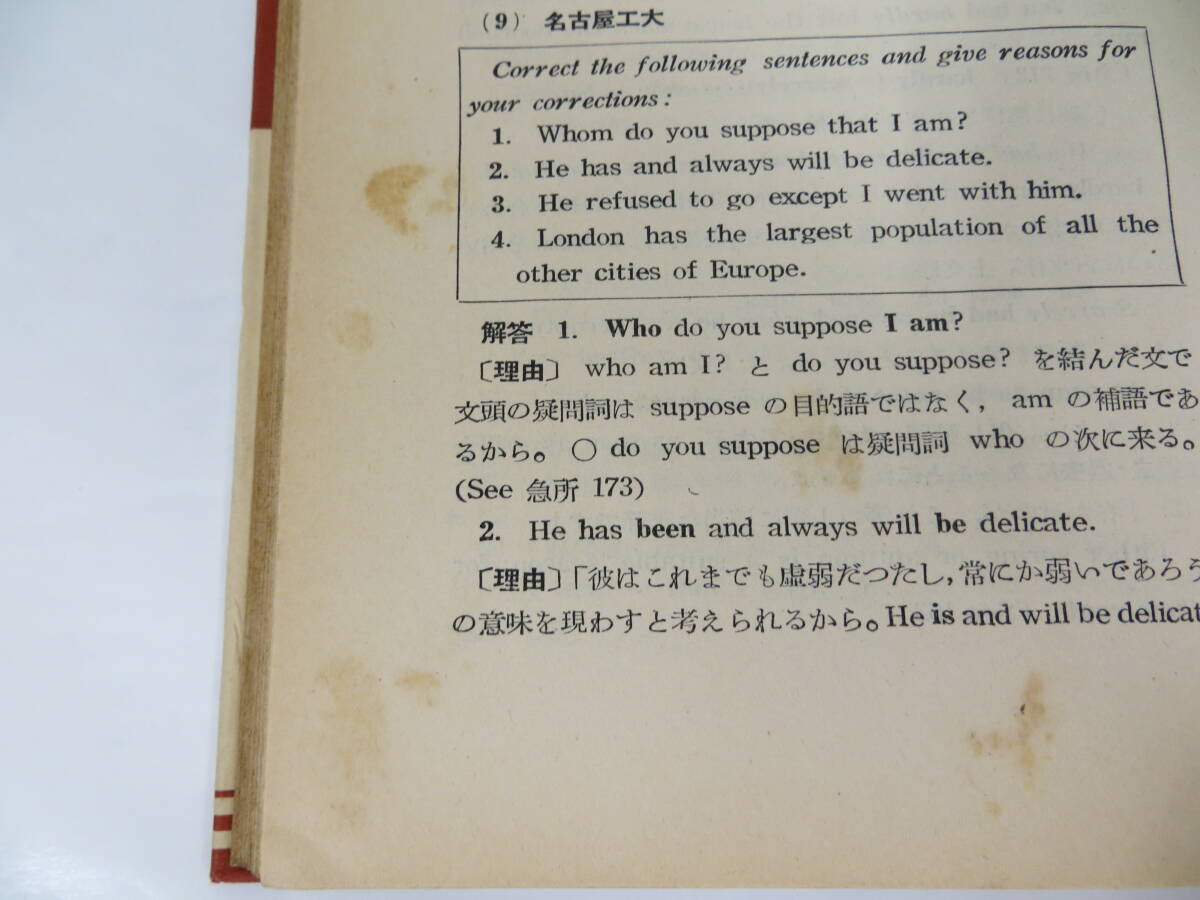 (9) 名古屋工大
Correct the following sentences and give reasons for
your corrections:
1. Whom do you suppose that I am?
2. He has and always will be delicate.
3. He refused to go except I went with him.
4. London has the largest population of all the
other cities of Europe.
解答 1. Who do you suppose I am?
〔理由〕 who am I? と do you suppose? を結んだ文で
文頭の疑問詞は suppose の目的語ではなく, am の補語であ
るから。 ○ do you suppose は疑問詞 who の次に来る。
(See 急所 173)
2. He has been and always will be delicate.
〔理由〕「彼はこれまでも虚弱だつたし,常にか弱いであろう
の意味を現わすと考えられるから。He is and will be delicat